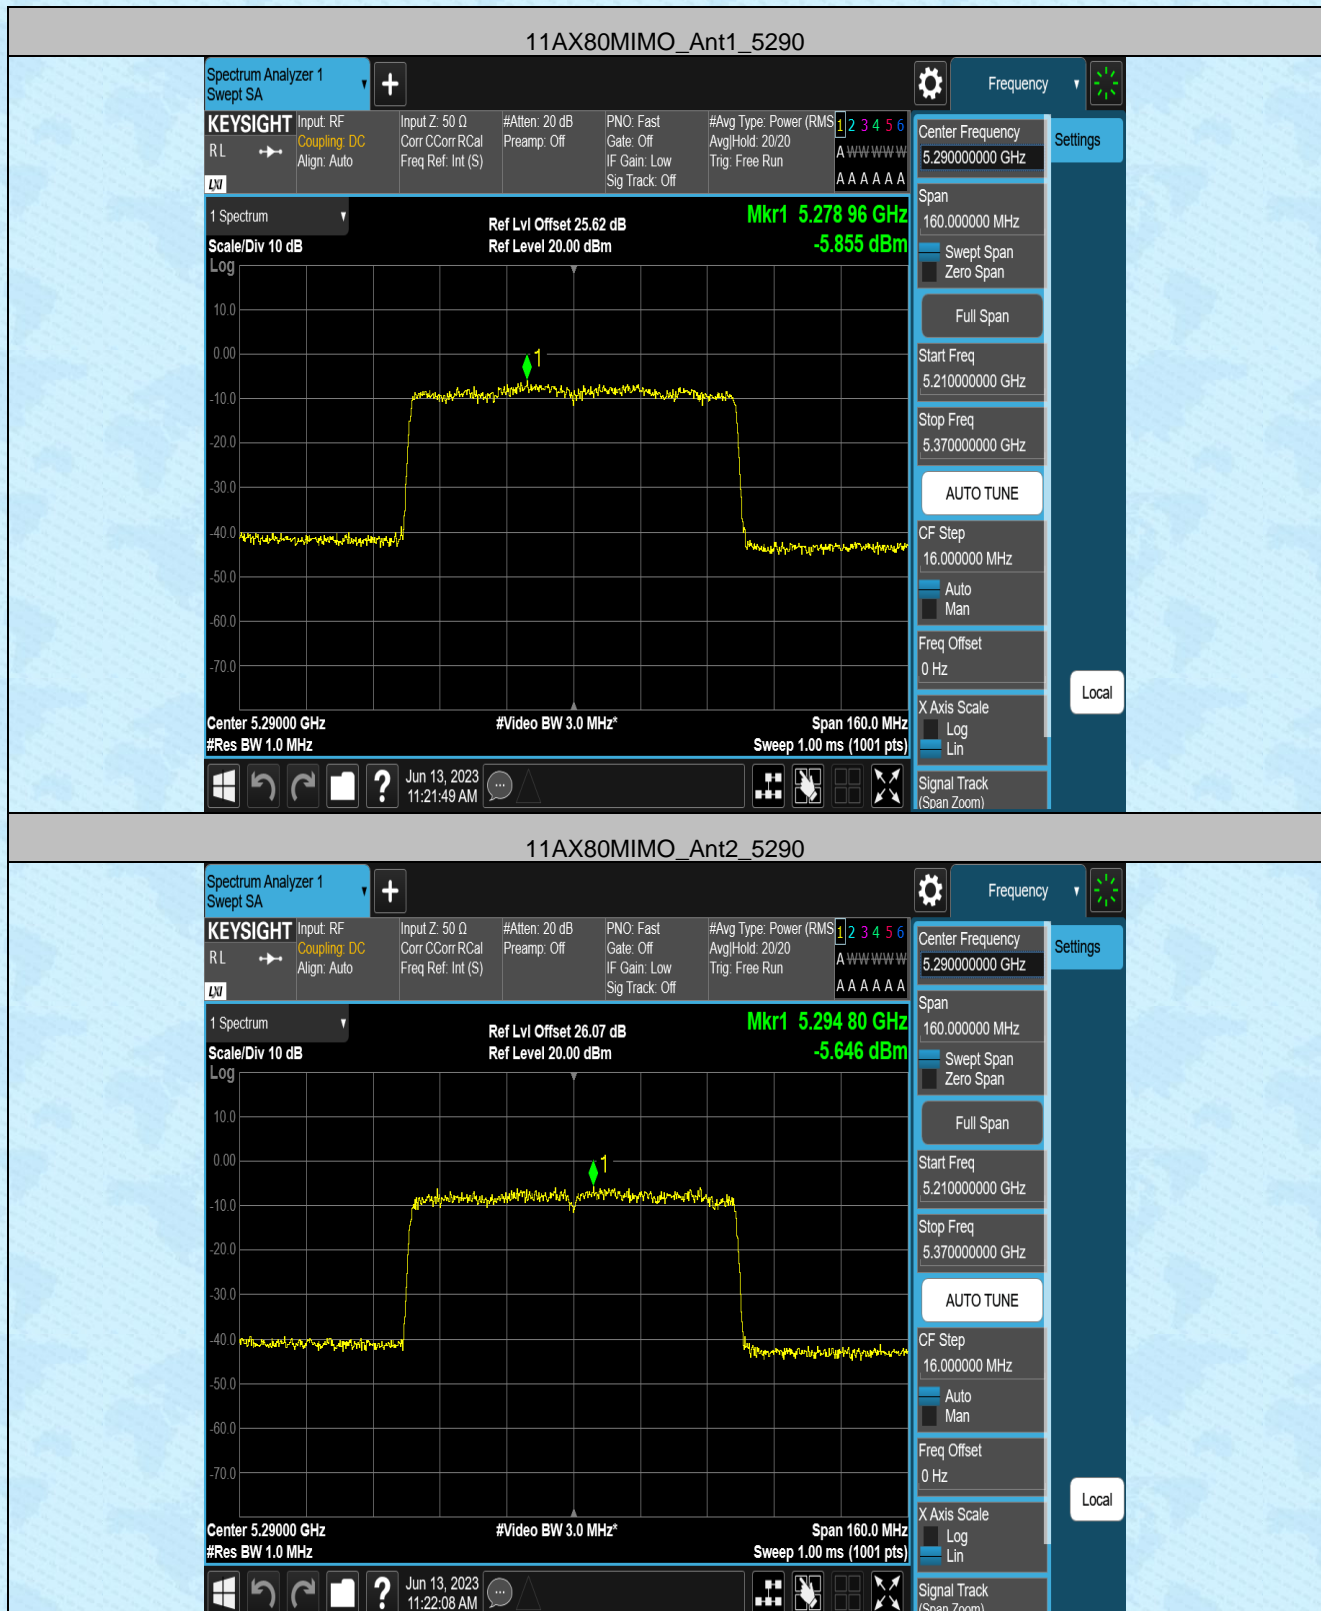 11AX80MIMO_Ant1_5290
Spectrum Analyzer 1
Swept SA
+
Frequency
KEYSIGHT
R L
LXI
Input: RF
Coupling: DC
Align: Auto
Input Z: 50 Ω
Corr CCorr RCal
Freq Ref: Int (S)
#Atten: 20 dB
Preamp: Off
PNO: Fast
Gate: Off
IF Gain: Low
Sig Track: Off
#Avg Type: Power (RMS
Avg|Hold: 20/20
Trig: Free Run
1 2 3 4 5 6
A W W W W W
A A A A A A
Center Frequency
5.290000000 GHz
Settings
1 Spectrum
Scale/Div 10 dB
Log
Ref Lvl Offset 25.62 dB
Ref Level 20.00 dBm
Mkr1 5.278 96 GHz
-5.855 dBm
1
10.0
0.00
-10.0
-20.0
-30.0
-40.0
-50.0
-60.0
-70.0
Center 5.29000 GHz
#Res BW 1.0 MHz
#Video BW 3.0 MHz*
Span 160.0 MHz
Sweep 1.00 ms (1001 pts)
Span
160.000000 MHz
Swept Span
Zero Span
Full Span
Start Freq
5.210000000 GHz
Stop Freq
5.370000000 GHz
AUTO TUNE
CF Step
16.000000 MHz
Auto
Man
Freq Offset
0 Hz
X Axis Scale
Log
Lin
Signal Track
(Span Zoom)
Local
?
Jun 13, 2023
11:21:49 AM
11AX80MIMO_Ant2_5290
Spectrum Analyzer 1
Swept SA
+
Frequency
KEYSIGHT
R L
LXI
Input: RF
Coupling: DC
Align: Auto
Input Z: 50 Ω
Corr CCorr RCal
Freq Ref: Int (S)
#Atten: 20 dB
Preamp: Off
PNO: Fast
Gate: Off
IF Gain: Low
Sig Track: Off
#Avg Type: Power (RMS
Avg|Hold: 20/20
Trig: Free Run
1 2 3 4 5 6
A W W W W W
A A A A A A
Center Frequency
5.290000000 GHz
Settings
1 Spectrum
Scale/Div 10 dB
Log
Ref Lvl Offset 26.07 dB
Ref Level 20.00 dBm
Mkr1 5.294 80 GHz
-5.646 dBm
1
10.0
0.00
-10.0
-20.0
-30.0
-40.0
-50.0
-60.0
-70.0
Center 5.29000 GHz
#Res BW 1.0 MHz
#Video BW 3.0 MHz*
Span 160.0 MHz
Sweep 1.00 ms (1001 pts)
Span
160.000000 MHz
Swept Span
Zero Span
Full Span
Start Freq
5.210000000 GHz
Stop Freq
5.370000000 GHz
AUTO TUNE
CF Step
16.000000 MHz
Auto
Man
Freq Offset
0 Hz
X Axis Scale
Log
Lin
Signal Track
(Span Zoom)
Local
?
Jun 13, 2023
11:22:08 AM